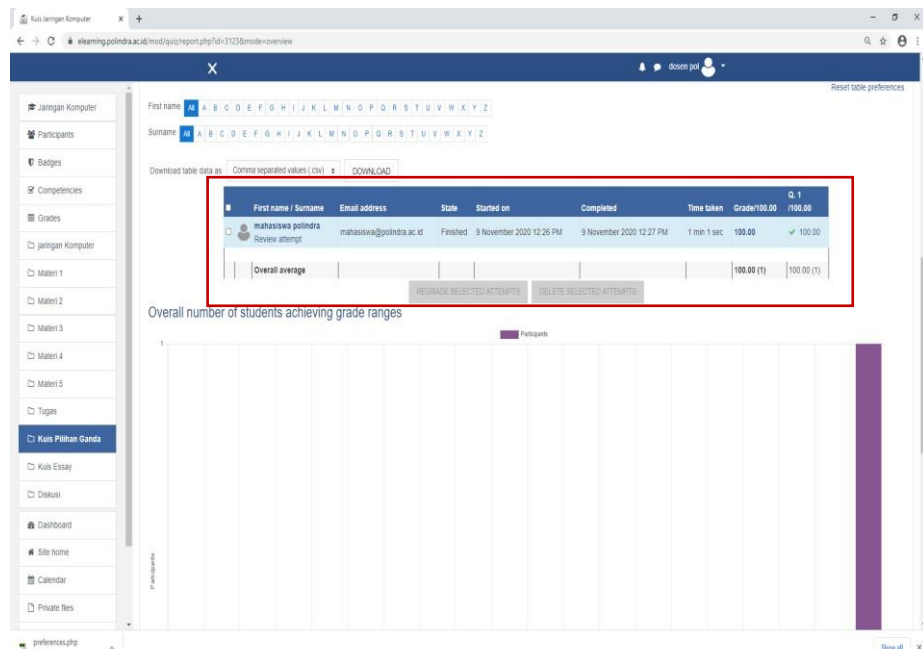 Kuis Jaringan Komputer
elearning.polindra.ac.id/mod/quiz/report.php?id=3123&mode=overview
X dosen pol
Reset table preferences
Jaringan Komputer
Participants
Badges
Competencies
Grades
jaringan Komputer
Materi 1
Materi 2
Materi 3
Materi 4
Materi 5
Tugas
Kuis Pilihan Ganda
Kuis Essay
Diskusi
Dashboard
Site home
Calendar
Private files
First name All A B C D E F G H I J K L M N O P Q R S T U V W X Y Z
Surname All A B C D E F G H I J K L M N O P Q R S T U V W X Y Z
Download table data as Comma separated values (.csv) DOWNLOAD
First name / Surname Email address State Started on Completed Time taken Grade/100.00 Q. 1 /100.00
mahasiswa polindra mahasiswa@polindra.ac.id Finished 9 November 2020 12:26 PM 9 November 2020 12:27 PM 1 min 1 sec 100.00 ✓ 100.00
Review attempt
Overall average 100.00 (1) 100.00 (1)
REGRADE SELECTED ATTEMPTS DELETE SELECTED ATTEMPTS
Overall number of students achieving grade ranges
Participants
1
Participants
preferences.php
Show all X